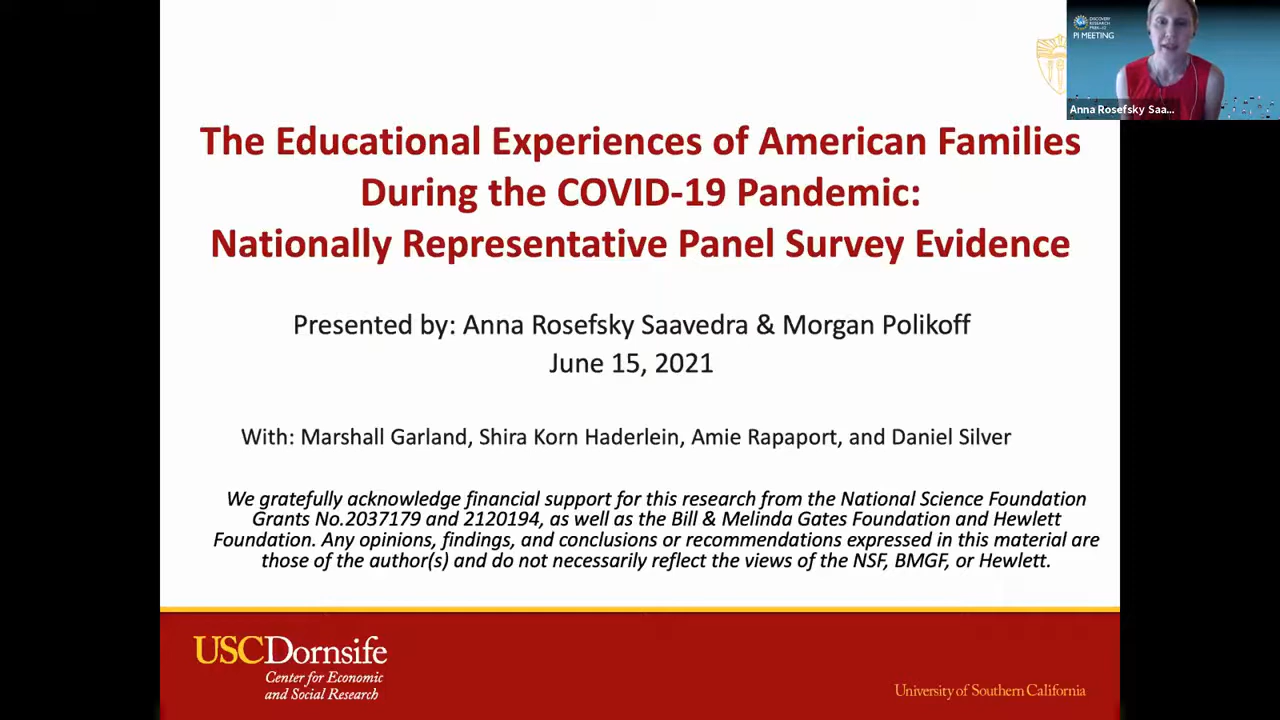 The Educational Experiences of American Families
During the COVID-19 Pandemic:
Nationally Representative Panel Survey Evidence
Presented by: Anna Rosefsky Saavedra & Morgan Polikoff
June 15, 2021
With: Marshall Garland, Shira Korn Haderlein, Amie Rapaport, and Daniel Silver
We gratefully acknowledge financial support for this research from the National Science Foundation
Grants No.2037179 and 2120194, as well as the Bill & Melinda Gates Foundation and Hewlett
Foundation. Any opinions, findings, and conclusions or recommendations expressed in this material are
those of the author(s) and do not necessarily reflect the views of the NSF, BMGF, or Hewlett.
USCDornsife
Center for Economic
and Social Research
University of Southern California
DISCOVERY
RESEARCH
PI MEETING
Anna Rosefsky Saa...